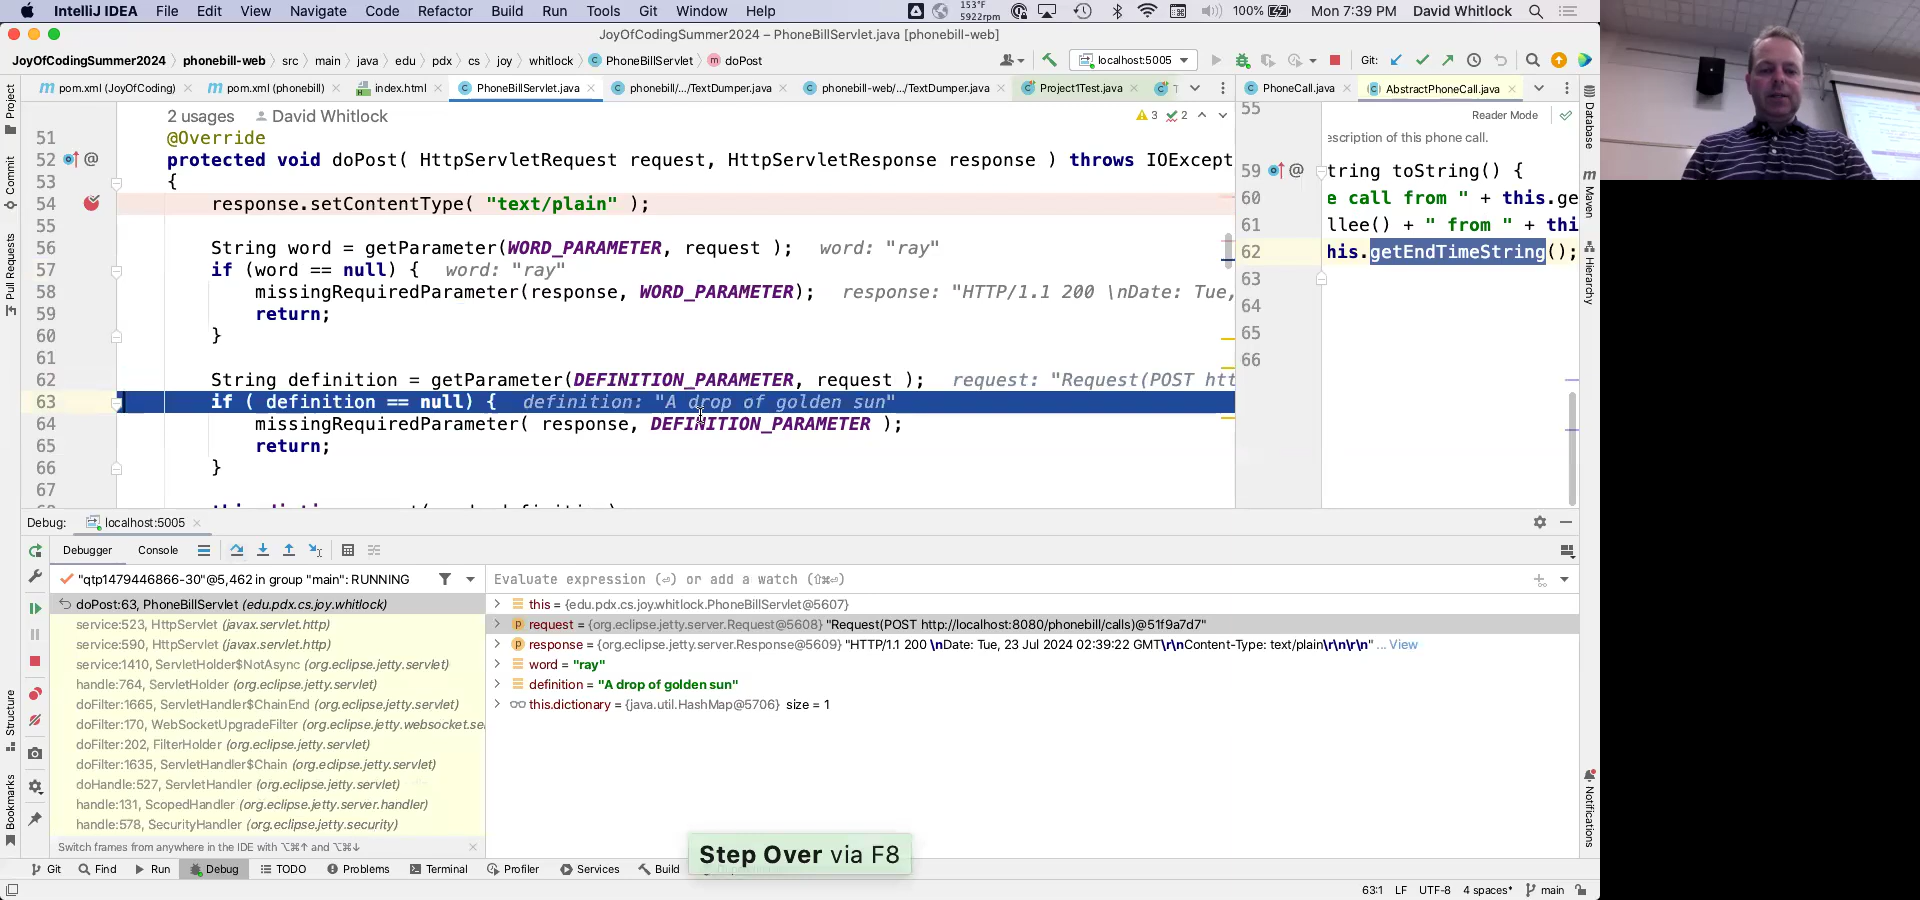 IntelliJ IDEA File Edit View Navigate Code Refactor Build Run Tools Git Window Help 153°F 5922rpm 100% Mon 7:39 PM David Whitlock
JoyOfCodingSummer2024 – PhoneBillServlet.java [phonebill-web]
JoyOfCodingSummer2024 phonebill-web src main java edu pdx cs joy whitlock PhoneBillServlet doPost localhost:5005 Git:
pom.xml (JoyOfCoding) pom.xml (phonebill) index.html PhoneBillServlet.java phonebill/.../TextDumper.java phonebill-web/.../TextDumper.java Project1Test.java PhoneCall.java AbstractPhoneCall.java
2 usages David Whitlock 3 2
51 @Override
52 protected void doPost( HttpServletRequest request, HttpServletResponse response ) throws IOExcept
53 {
54 response.setContentType( "text/plain" );
55
56 String word = getParameter(WORD_PARAMETER, request ); word: "ray"
57 if (word == null) { word: "ray"
58 missingRequiredParameter(response, WORD_PARAMETER); response: "HTTP/1.1 200 \nDate: Tue,
59 return;
60 }
61
62 String definition = getParameter(DEFINITION_PARAMETER, request ); request: "Request(POST htt
63 if ( definition == null) { definition: "A drop of golden sun"
64 missingRequiredParameter( response, DEFINITION_PARAMETER );
65 return;
66 }
67
55
Reader Mode
escription of this phone call.
59 tring toString() {
60 e call from " + this.ge
61 llee() + " from " + thi
62 his.getEndTimeString();
63
64
65
66
Project
Commit
Pull Requests
Structure
Bookmarks
Database
Maven
Hierarchy
Notifications
Debug: localhost:5005
Debugger Console
"qtp1479446866-30"@5,462 in group "main": RUNNING
doPost:63, PhoneBillServlet (edu.pdx.cs.joy.whitlock)
service:523, HttpServlet (javax.servlet.http)
service:590, HttpServlet (javax.servlet.http)
service:1410, ServletHolder$NotAsync (org.eclipse.jetty.servlet)
handle:764, ServletHolder (org.eclipse.jetty.servlet)
doFilter:1665, ServletHandler$ChainEnd (org.eclipse.jetty.servlet)
doFilter:170, WebSocketUpgradeFilter (org.eclipse.jetty.websocket.se
doFilter:202, FilterHolder (org.eclipse.jetty.servlet)
doFilter:1635, ServletHandler$Chain (org.eclipse.jetty.servlet)
doHandle:527, ServletHandler (org.eclipse.jetty.servlet)
handle:131, ScopedHandler (org.eclipse.jetty.server.handler)
handle:578, SecurityHandler (org.eclipse.jetty.security)
Switch frames from anywhere in the IDE with ⌥⌘↑ and ⌥⌘↓
Evaluate expression (⏎) or add a watch (⇧⌘⏎)
this = {edu.pdx.cs.joy.whitlock.PhoneBillServlet@5607}
request = {org.eclipse.jetty.server.Request@5608} "Request(POST http://localhost:8080/phonebill/calls)@51f9a7d7"
response = {org.eclipse.jetty.server.Response@5609} "HTTP/1.1 200 \nDate: Tue, 23 Jul 2024 02:39:22 GMT\r\nContent-Type: text/plain\r\n\r\n" ... View
word = "ray"
definition = "A drop of golden sun"
this.dictionary = {java.util.HashMap@5706} size = 1
Step Over via F8
Git Find Run Debug TODO Problems Terminal Profiler Services Build
63:1 LF UTF-8 4 spaces* main